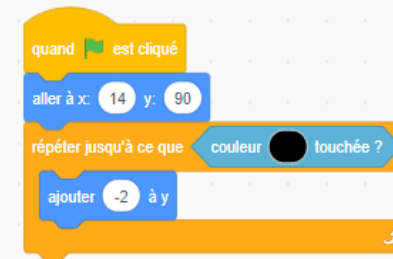 quand est cliqué
aller à x: 14 y: 90
répéter jusqu'à ce que couleur touchée ?
ajouter -2 à y